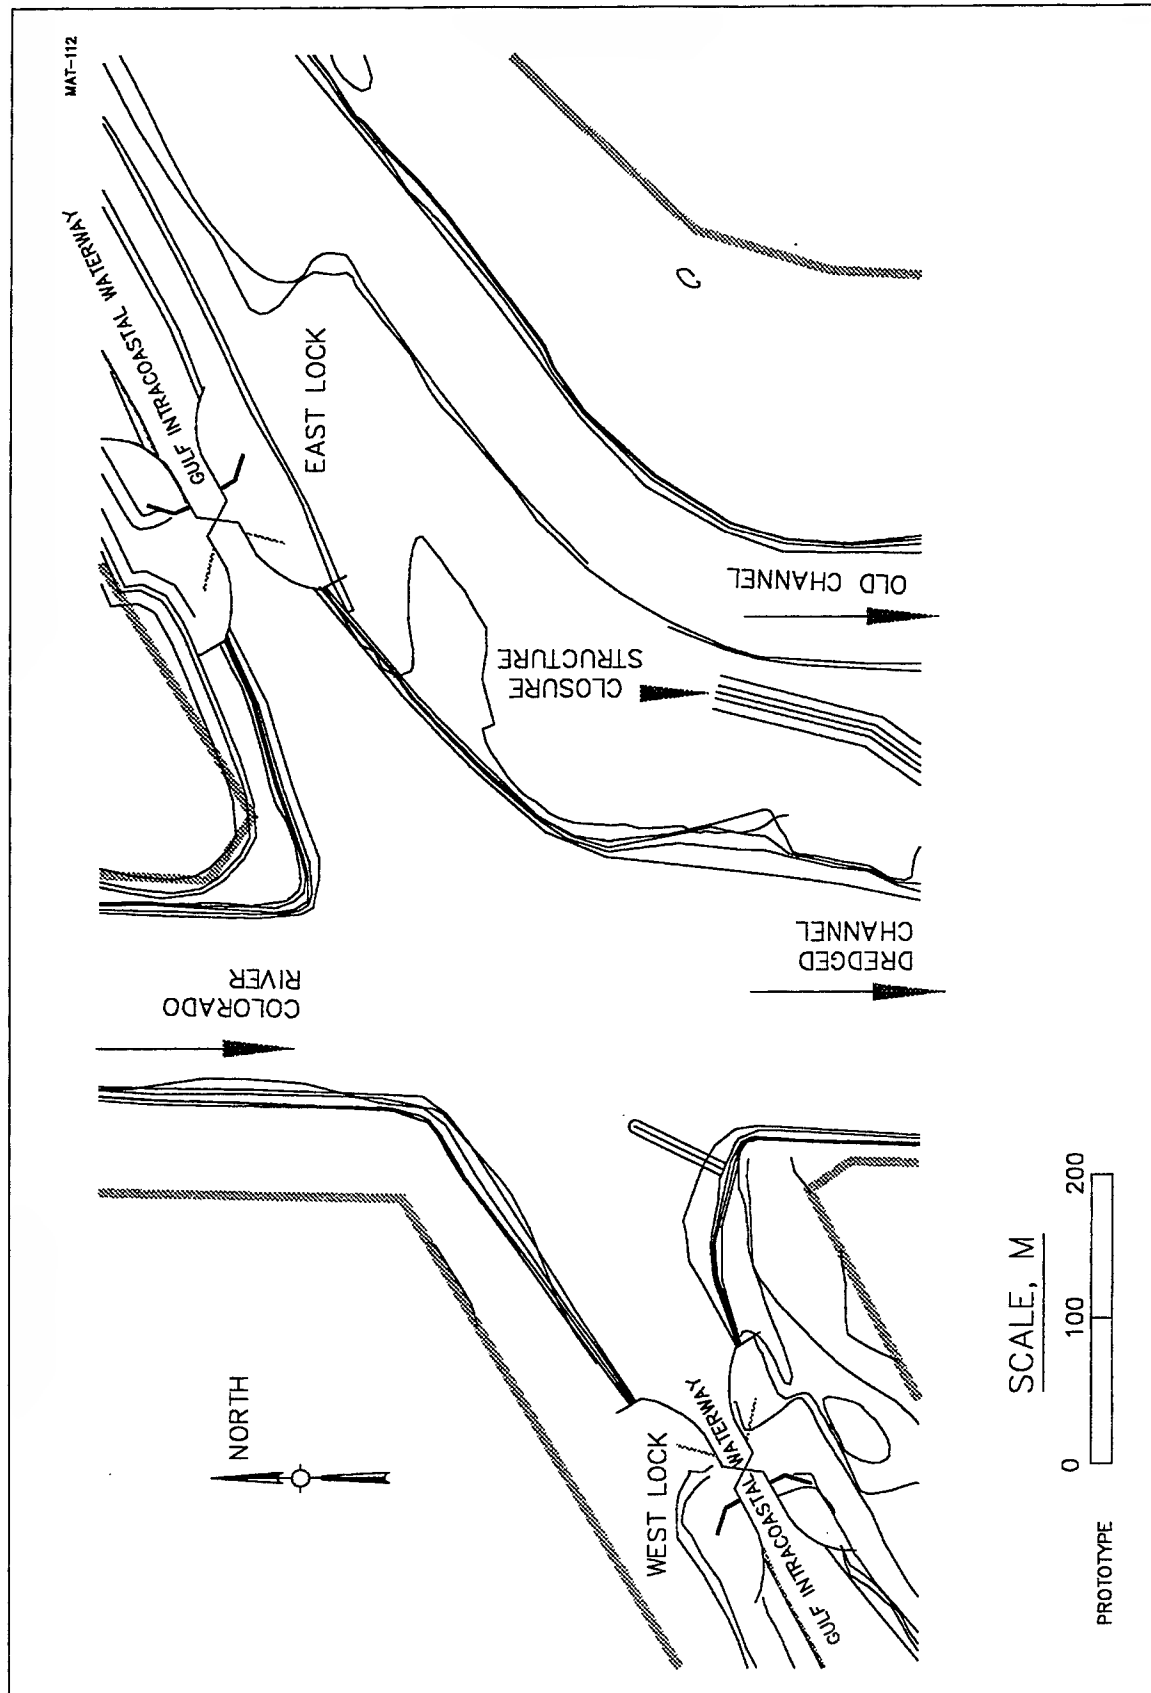 MAT-112
GULF INTRACOASTAL WATERWAY
EAST LOCK
CLOSURE
STRUCTURE
OLD CHANNEL
COLORADO
RIVER
DREDGED
CHANNEL
NORTH
WEST LOCK
GULF INTRACOASTAL WATERWAY
SCALE, M
0 100 200
PROTOTYPE